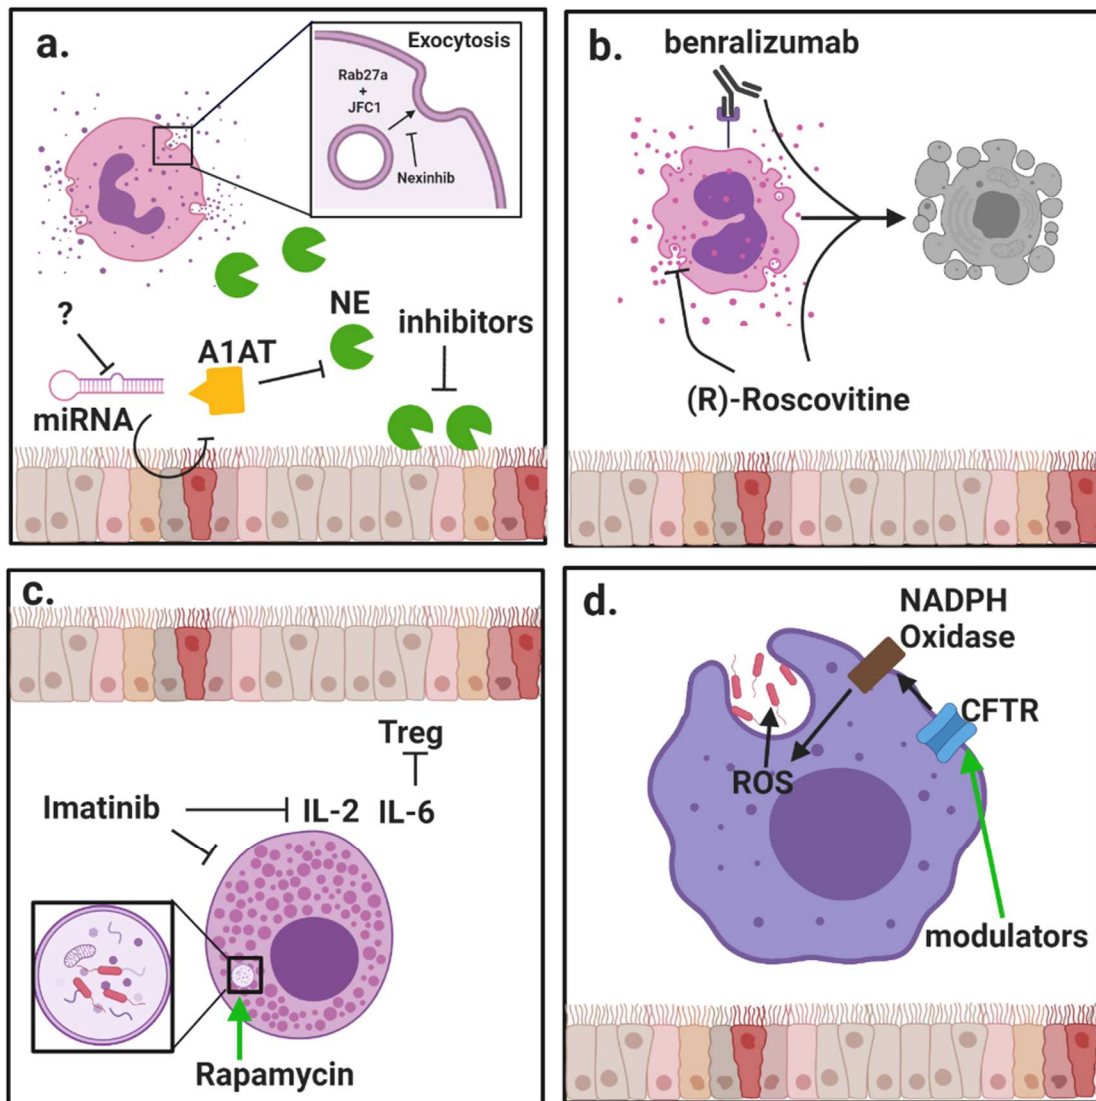 a.
Exocytosis
Rab27a
+
JFC1
Nexinhib
?
miRNA
A1AT
NE
inhibitors
b.
benralizumab
(R)-Roscovitine
c.
Treg
Imatinib
IL-2 IL-6
Rapamycin
d.
NADPH
Oxidase
CFTR
ROS
modulators